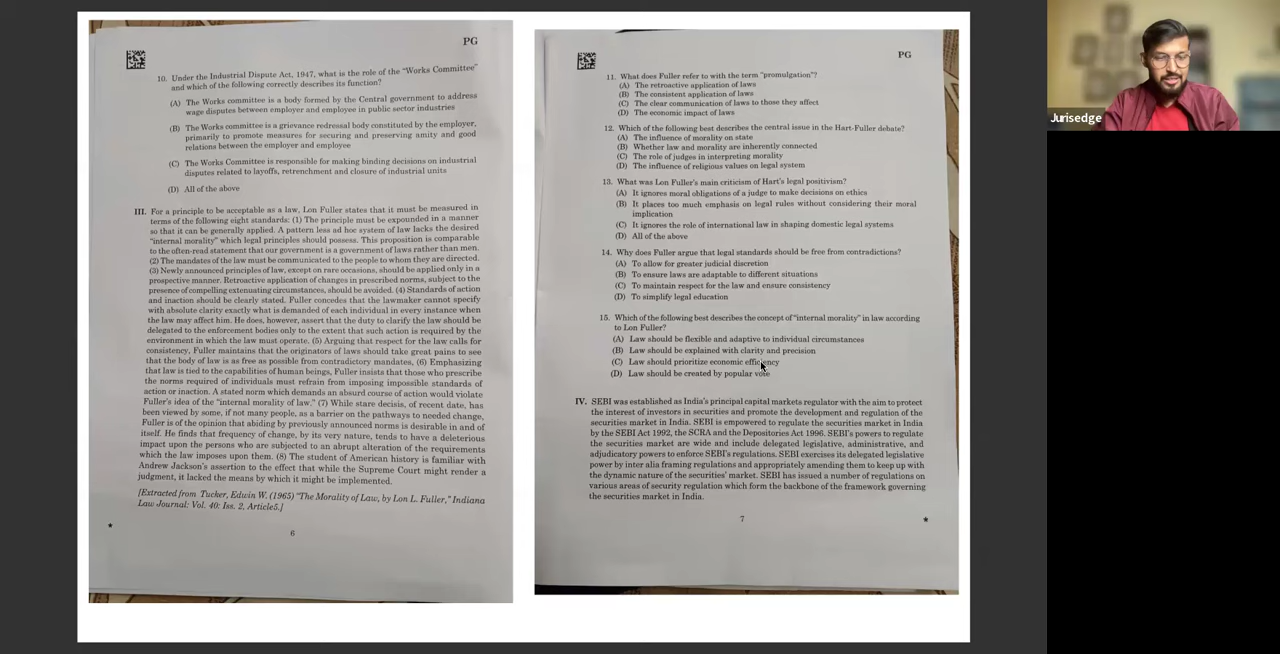 PG
10. Under the Industrial Dispute Act, 1947, what is the role of the "Works Committee"
and which of the following correctly describes its function?
(A) The Works committee is a body formed by the Central government to address
wage disputes between employer and employee in public sector industries
(B) The Works committee is a grievance redressal body constituted by the employer,
primarily to promote measures for securing and preserving amity and good
relations between the employer and employee
(C) The Works Committee is responsible for making binding decisions on industrial
disputes related to layoffs, retrenchment and closure of industrial units
(D) All of the above
III. For a principle to be acceptable as a law, Lon Fuller states that it must be measured in
terms of the following eight standards: (1) The principle must be expounded in a manner
so that it can be generally applied. A pattern less ad hoc system of law lacks the desired
"internal morality" which legal principles should possess. This proposition is comparable
to the often-read statement that our government is a government of laws rather than men.
(2) The mandates of the law must be communicated to the people to whom they are directed.
(3) Newly announced principles of law, except on rare occasions, should be applied only in a
prospective manner. Retroactive application of changes in prescribed norms, subject to the
presence of compelling extenuating circumstances, should be avoided. (4) Standards of action
and inaction should be clearly stated. Fuller concedes that the lawmaker cannot specify
with absolute clarity exactly what is demanded of each individual in every instance when
the law may affect him. He does, however, assert that the duty to clarify the law should be
delegated to the enforcement bodies only to the extent that such action is required by the
environment in which the law must operate. (5) Arguing that respect for the law calls for
consistency, Fuller maintains that the originators of laws should take great pains to see
that the body of law is as free as possible from contradictory mandates. (6) Emphasizing
that law is tied to the capabilities of human beings, Fuller insists that those who prescribe
the norms required of individuals must refrain from imposing impossible standards of
action or inaction. A stated norm which demands an absurd course of action would violate
Fuller's idea of the "internal morality of law." (7) While stare decisis, of recent date, has
been viewed by some, if not many people, as a barrier on the pathways to needed change,
Fuller is of the opinion that abiding by previously announced norms is desirable in and of
itself. He finds that frequency of change, by its very nature, tends to have a deleterious
impact upon the persons who are subjected to an abrupt alteration of the requirements
which the law imposes upon them. (8) The student of American history is familiar with
Andrew Jackson's assertion to the effect that while the Supreme Court might render a
judgment, it lacked the means by which it might be implemented.
[Extracted from Tucker, Edwin W. (1965) "The Morality of Law, by Lon L. Fuller," Indiana
Law Journal: Vol. 40: Iss. 2, Article5.]
*
6
PG
11. What does Fuller refer to with the term "promulgation"?
(A) The retroactive application of laws
(B) The consistent application of laws
(C) The clear communication of laws to those they affect
(D) The economic impact of laws
12. Which of the following best describes the central issue in the Hart-Fuller debate?
(A) The influence of morality on state
(B) Whether law and morality are inherently connected
(C) The role of judges in interpreting morality
(D) The influence of religious values on legal system
13. What was Lon Fuller's main criticism of Hart's legal positivism?
(A) It ignores moral obligations of a judge to make decisions on ethics
(B) It places too much emphasis on legal rules without considering their moral
implication
(C) It ignores the role of international law in shaping domestic legal systems
(D) All of the above
14. Why does Fuller argue that legal standards should be free from contradictions?
(A) To allow for greater judicial discretion
(B) To ensure laws are adaptable to different situations
(C) To maintain respect for the law and ensure consistency
(D) To simplify legal education
15. Which of the following best describes the concept of "internal morality" in law according
to Lon Fuller?
(A) Law should be flexible and adaptive to individual circumstances
(B) Law should be explained with clarity and precision
(C) Law should prioritize economic efficiency
(D) Law should be created by popular vote
IV. SEBI was established as India's principal capital markets regulator with the aim to protect
the interest of investors in securities and promote the development and regulation of the
securities market in India. SEBI is empowered to regulate the securities market in India
by the SEBI Act 1992, the SCRA and the Depositories Act 1996. SEBI's powers to regulate
the securities market are wide and include delegated legislative, administrative, and
adjudicatory powers to enforce SEBI's regulations. SEBI exercises its delegated legislative
power by inter alia framing regulations and appropriately amending them to keep up with
the dynamic nature of the securities' market. SEBI has issued a number of regulations on
various areas of security regulation which form the backbone of the framework governing
the securities market in India.
7
*
Jurisedge